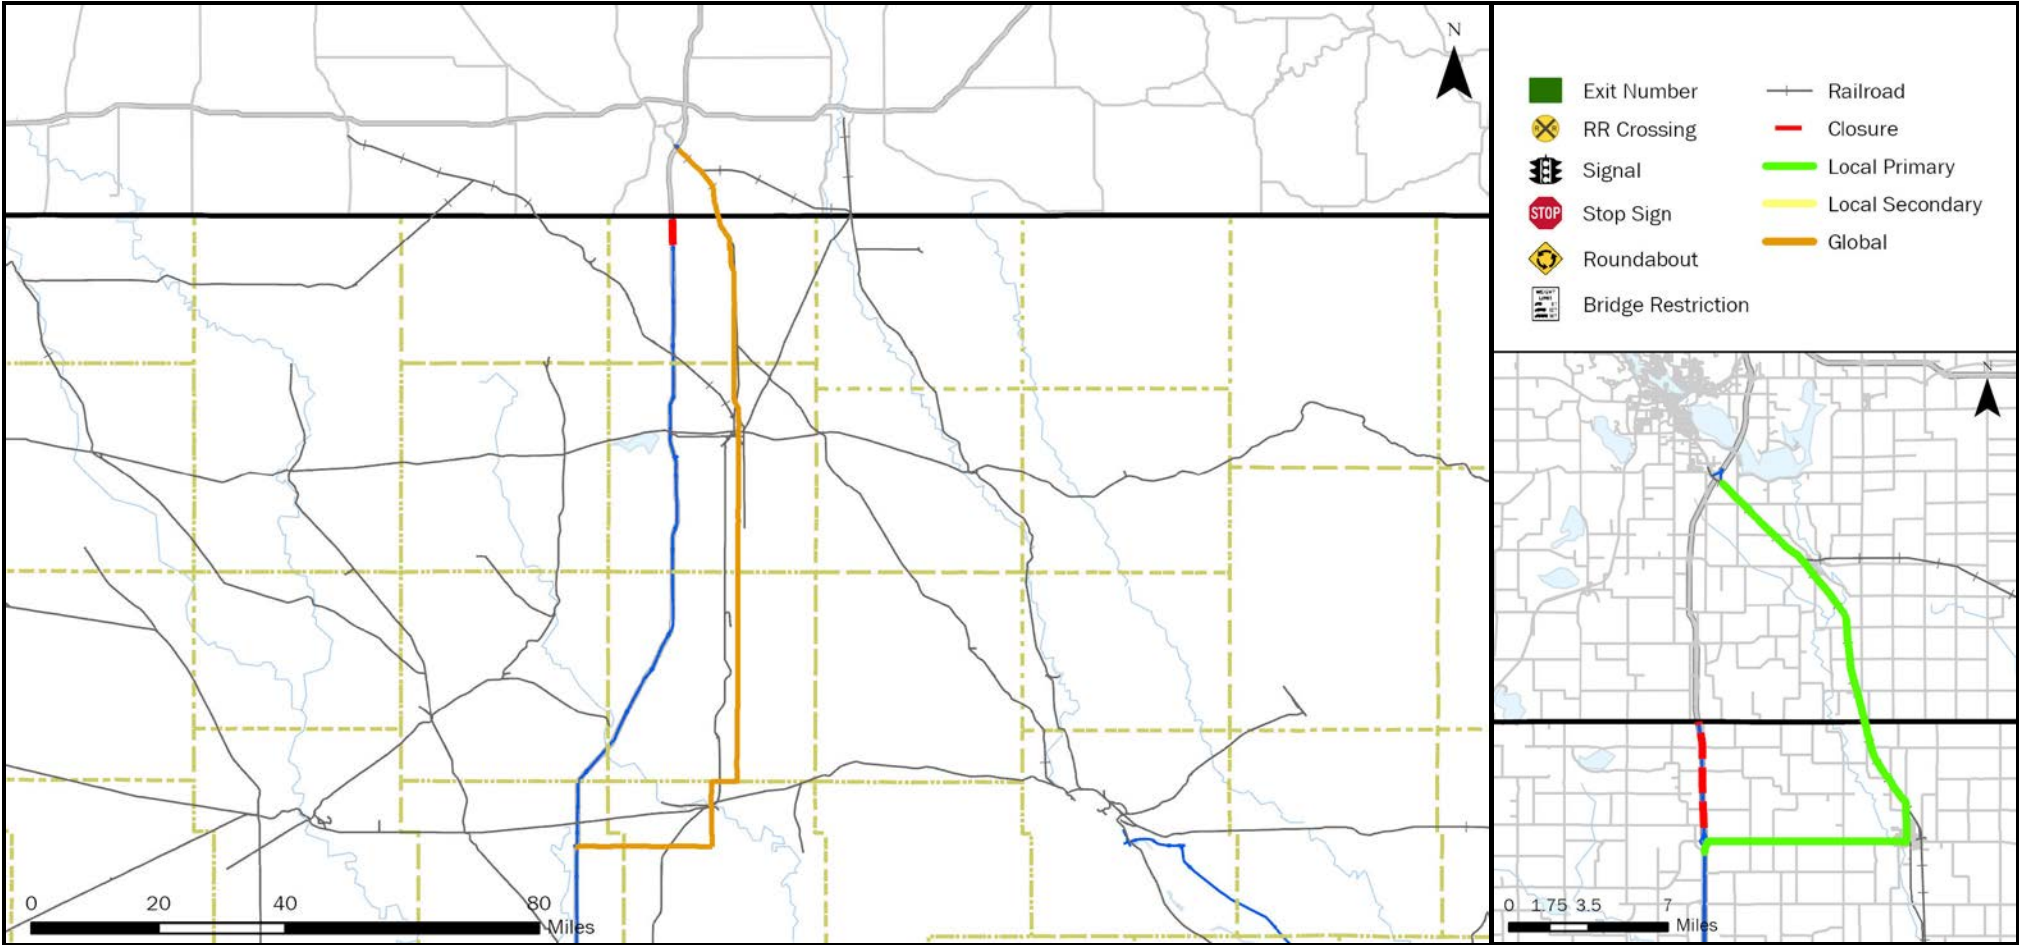 N
0 20 40 80
Miles
Exit Number
RR Crossing
Signal
STOP Stop Sign
Roundabout
Bridge Restriction
Railroad
Closure
Local Primary
Local Secondary
Global
N
0 1.75 3.5 7
Miles